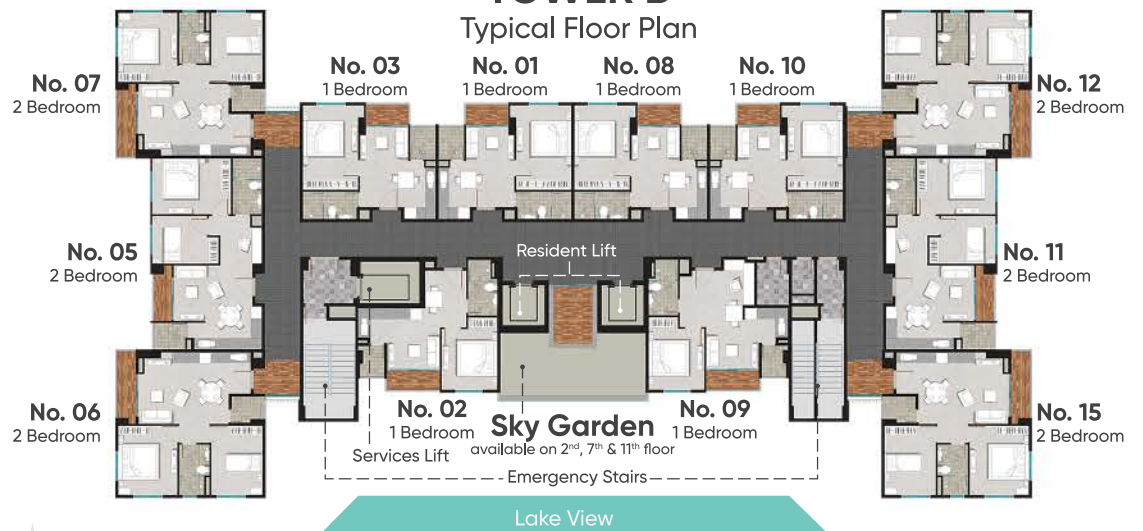 TOWER B
Typical Floor Plan
No. 07
2 Bedroom
No. 03
1 Bedroom
No. 01
1 Bedroom
No. 08
1 Bedroom
No. 10
1 Bedroom
No. 12
2 Bedroom
No. 05
2 Bedroom
Resident Lift
No. 11
2 Bedroom
No. 06
2 Bedroom
No. 02
1 Bedroom
Services Lift
Sky Garden
available on 2nd, 7th & 11th floor
No. 09
1 Bedroom
No. 15
2 Bedroom
Emergency Stairs
Lake View